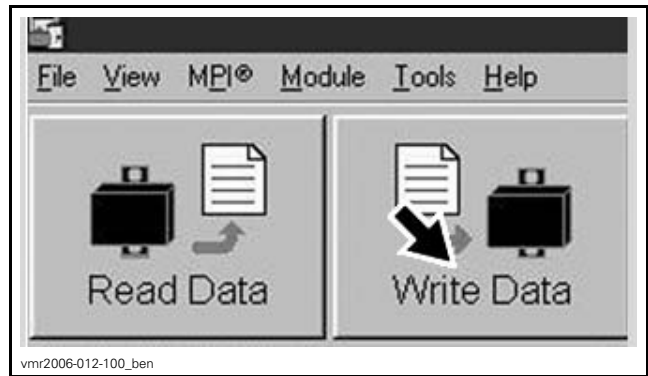 File View MPI® Module Tools Help
Read Data Write Data
vmr2006-012-100_ben